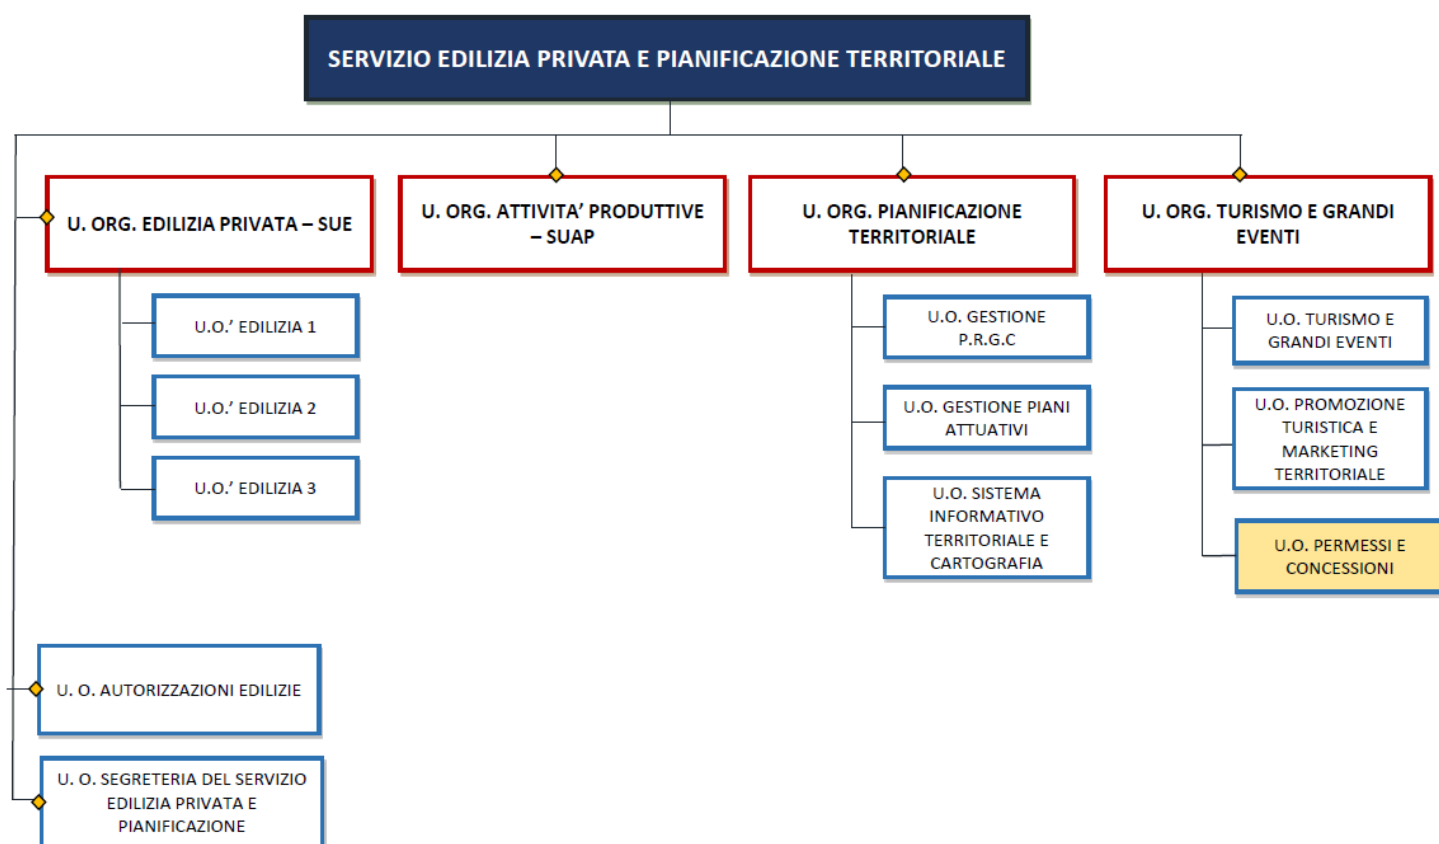 SERVIZIO EDILIZIA PRIVATA E PIANIFICAZIONE TERRITORIALE
U. ORG. EDILIZIA PRIVATA – SUE
U. ORG. ATTIVITA’ PRODUTTIVE
– SUAP
U. ORG. PIANIFICAZIONE
TERRITORIALE
U. ORG. TURISMO E GRANDI
EVENTI
U.O.’ EDILIZIA 1
U.O.’ EDILIZIA 2
U.O.’ EDILIZIA 3
U.O. GESTIONE
P.R.G.C
U.O. GESTIONE PIANI
ATTUATIVI
U.O. SISTEMA
INFORMATIVO
TERRITORIALE E
CARTOGRAFIA
U.O. TURISMO E
GRANDI EVENTI
U.O. PROMOZIONE
TURISTICA E
MARKETING
TERRITORIALE
U.O. PERMESSI E
CONCESSIONI
U. O. AUTORIZZAZIONI EDILIZIE
U. O. SEGRETERIA DEL SERVIZIO
EDILIZIA PRIVATA E
PIANIFICAZIONE